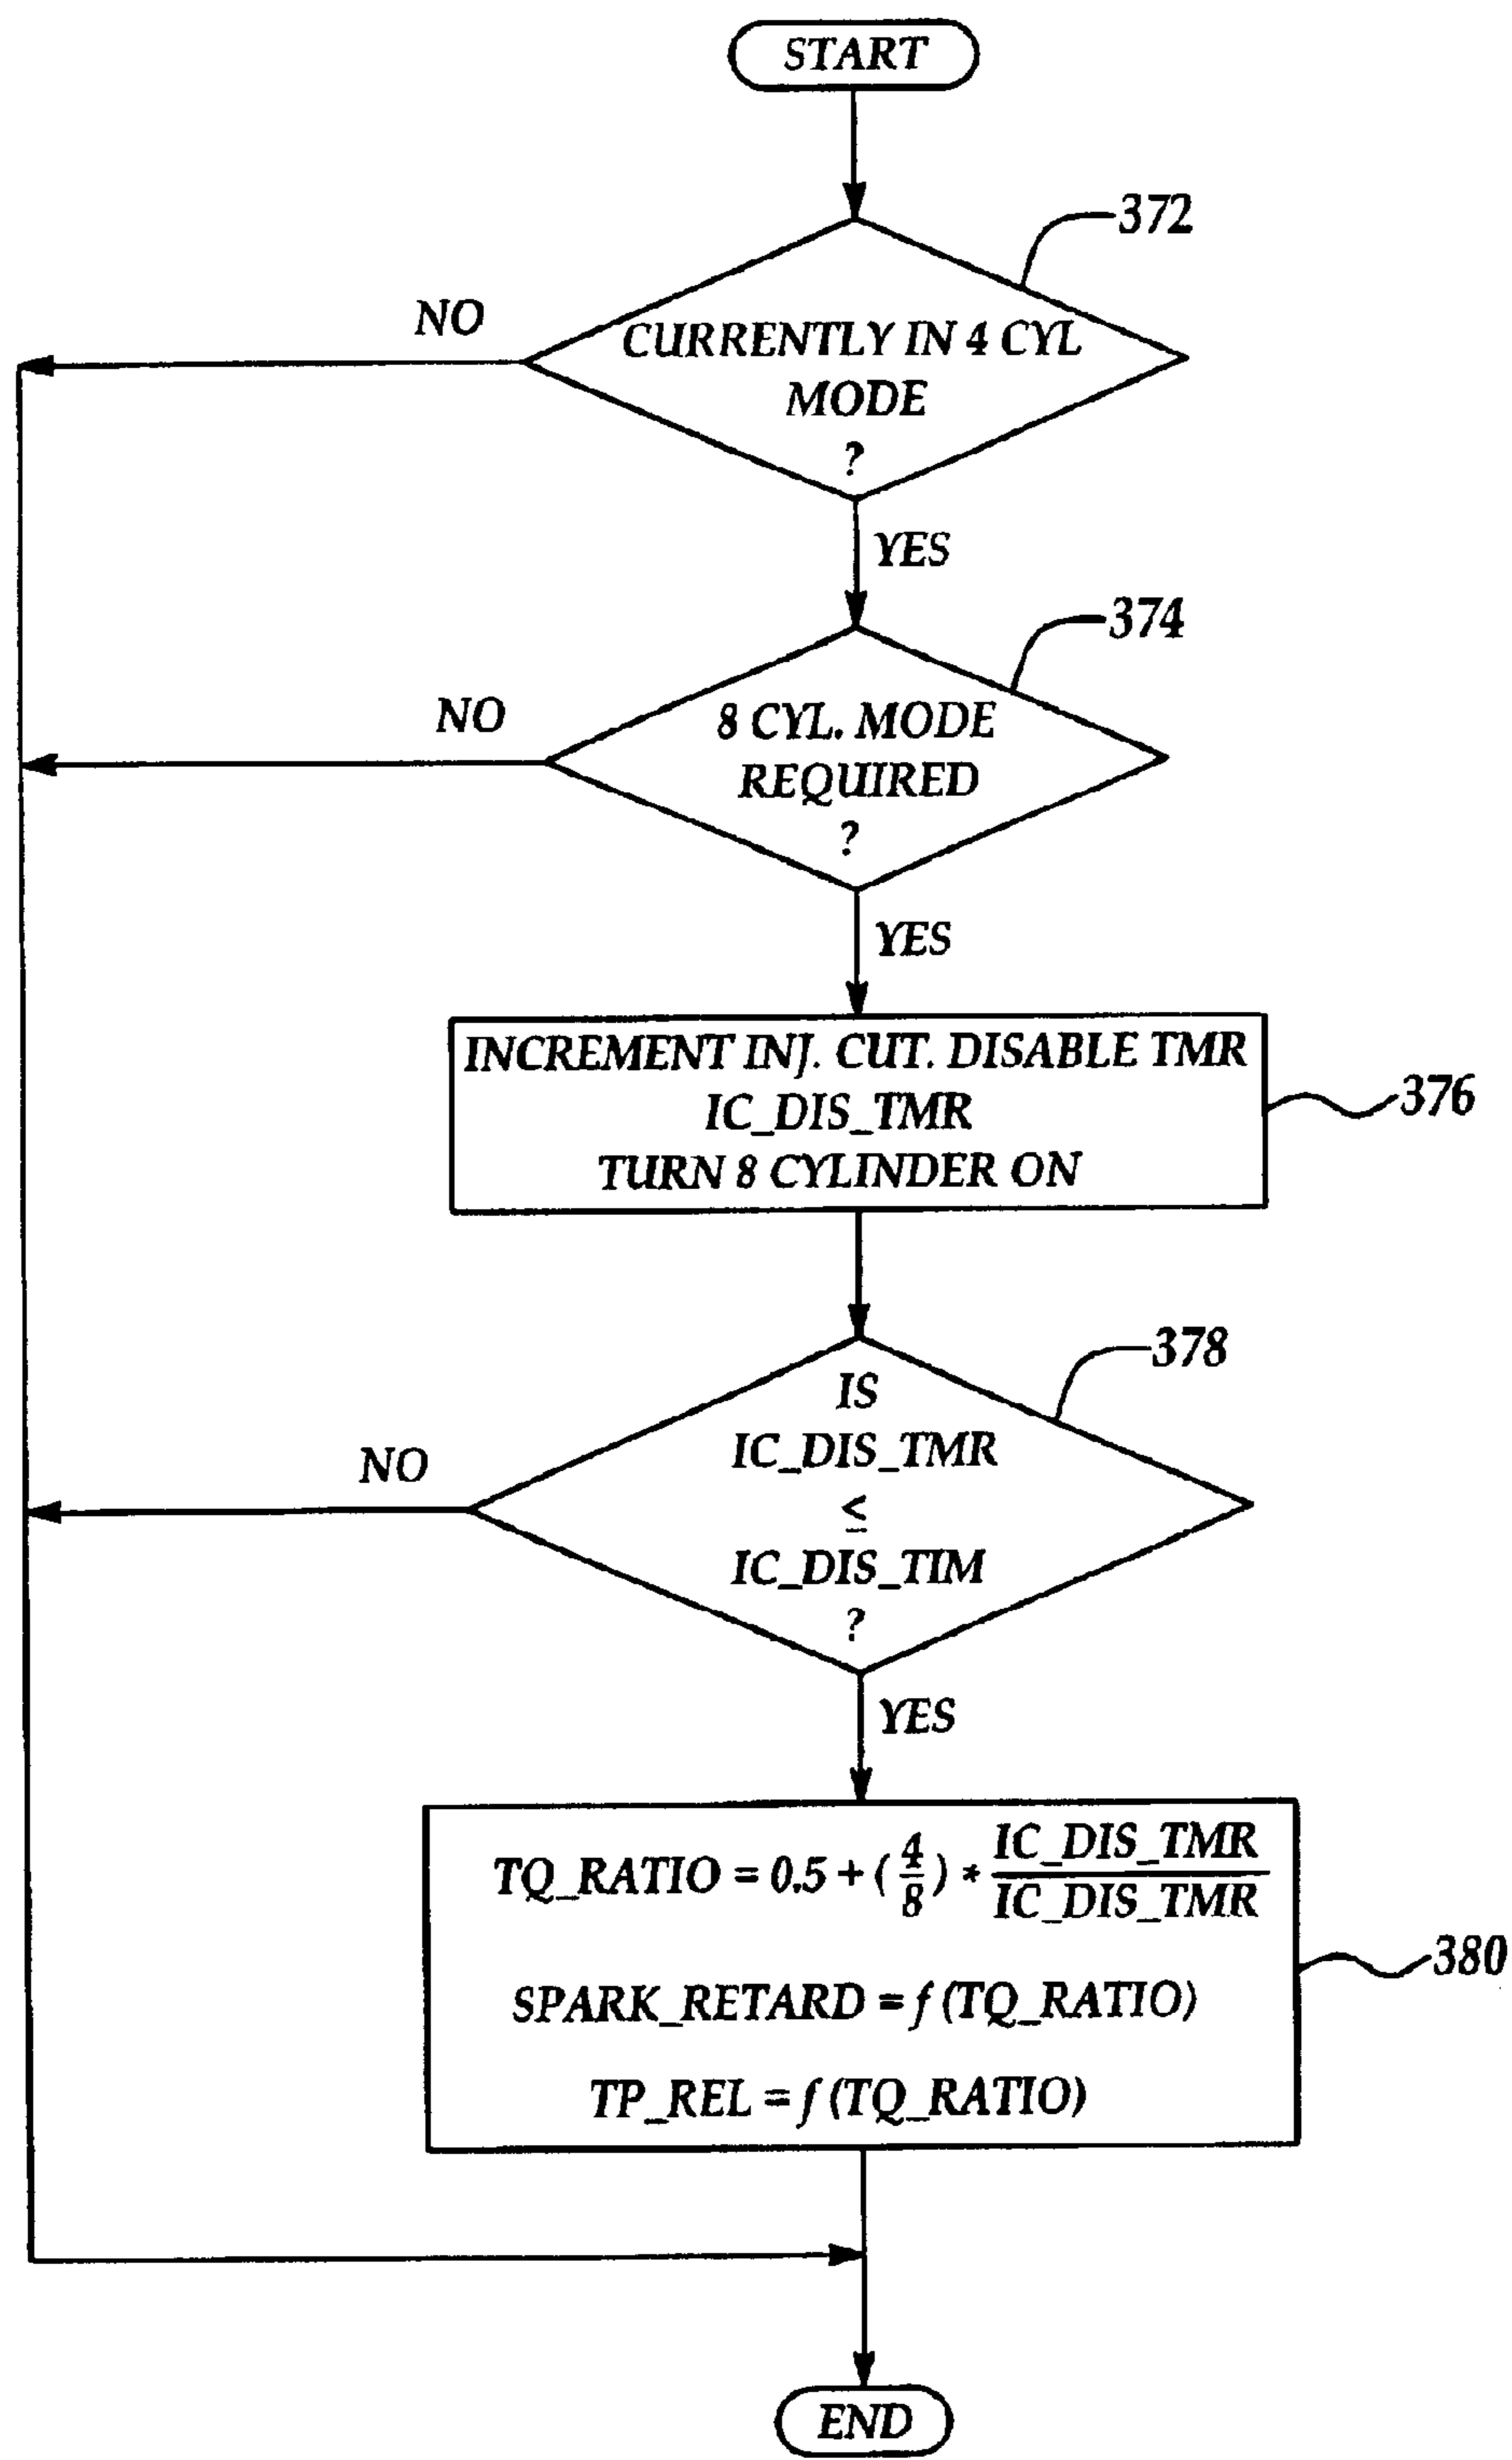 START
372
NO
CURRENTLY IN 4 CYL
MODE
?
YES
374
NO
8 CYL. MODE
REQUIRED
?
YES
INCREMENT INJ. CUT. DISABLE TMR
IC_DIS_TMR
TURN 8 CYLINDER ON
376
378
IS
IC_DIS_TMR
NO
≤
IC_DIS_TIM
?
YES
TQ_RATIO = 0.5 + (4/8) * IC_DIS_TMR/IC_DIS_TMR
380
SPARK_RETARD = f (TQ_RATIO)
TP_REL = f (TQ_RATIO)
END